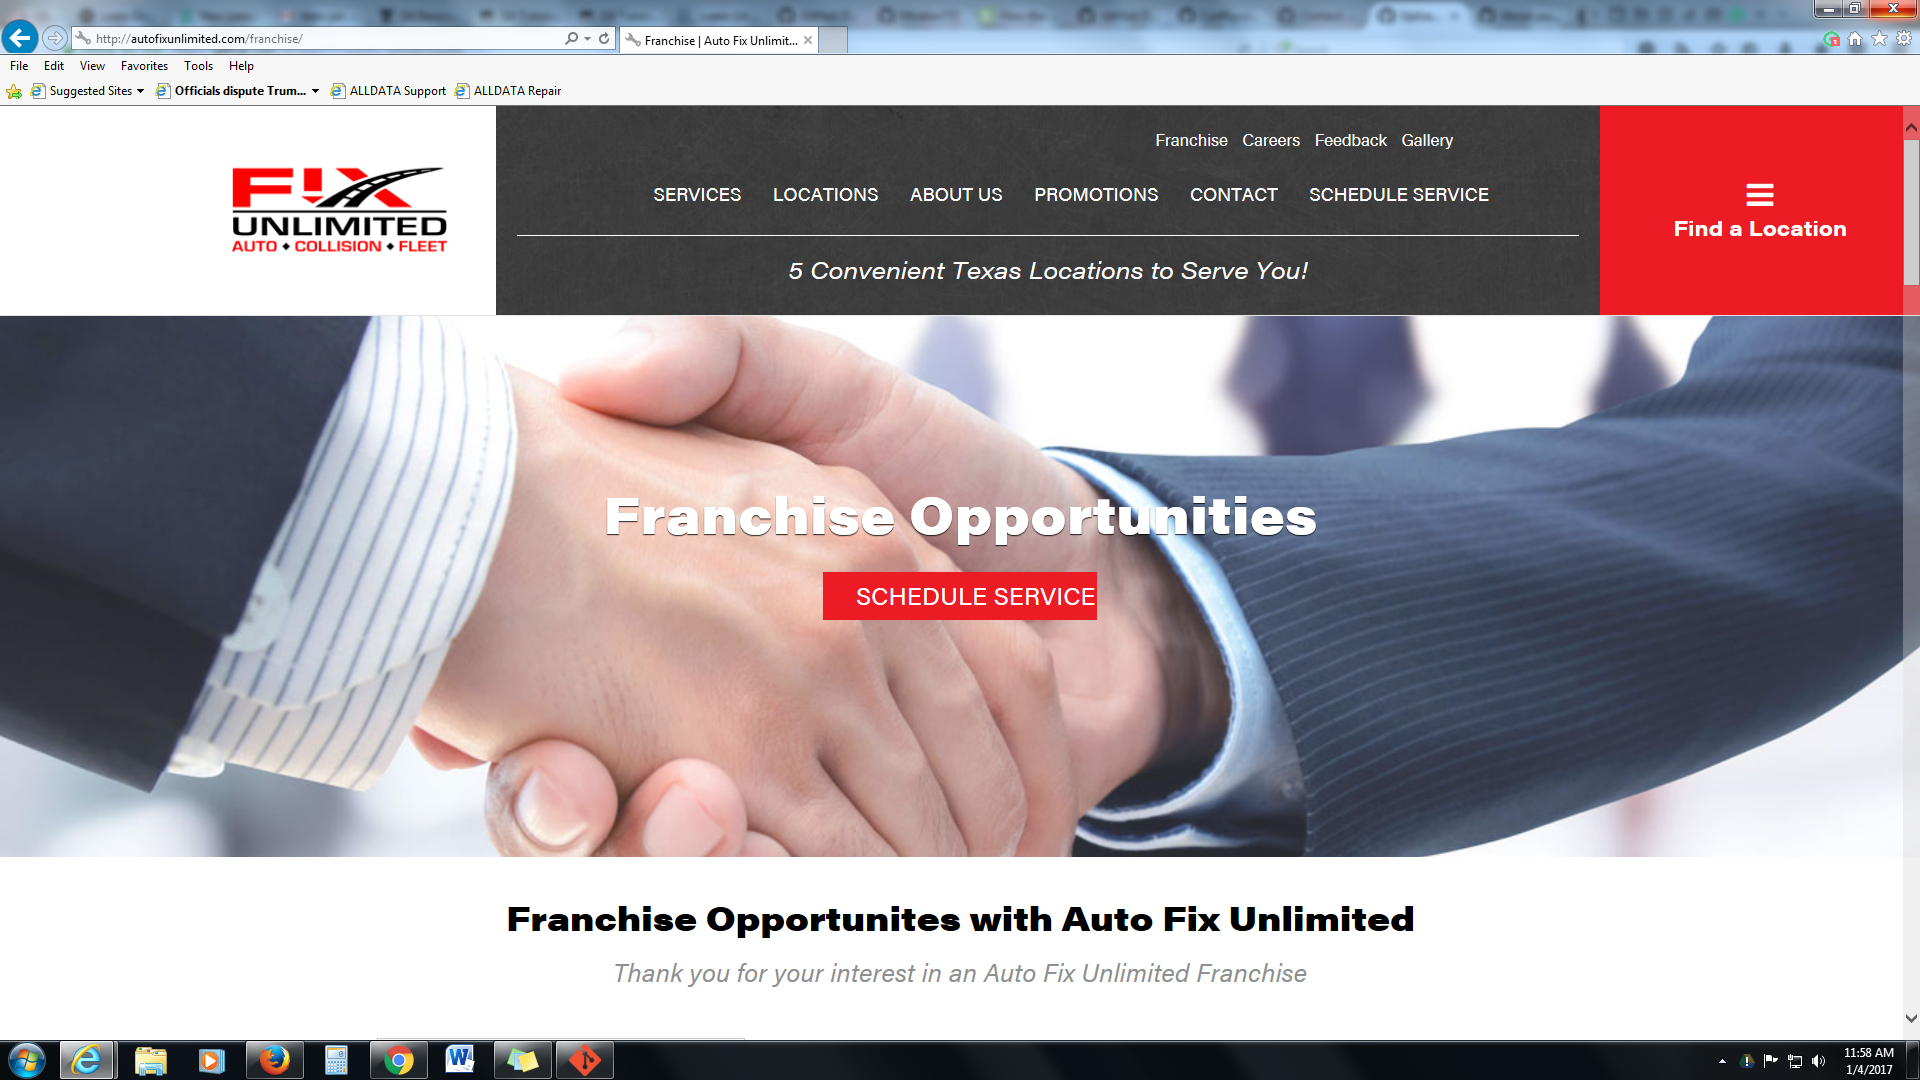 http://autofixunlimited.com/franchise/
Franchise | Auto Fix Unlimit...
File Edit View Favorites Tools Help
Suggested Sites Officials dispute Trum... ALLDATA Support ALLDATA Repair
Franchise Careers Feedback Gallery
FIX
UNLIMITED
AUTO COLLISION FLEET
SERVICES LOCATIONS ABOUT US PROMOTIONS CONTACT SCHEDULE SERVICE
Find a Location
5 Convenient Texas Locations to Serve You!
Franchise Opportunities
SCHEDULE SERVICE
Franchise Opportunites with Auto Fix Unlimited
Thank you for your interest in an Auto Fix Unlimited Franchise
11:58 AM
1/4/2017